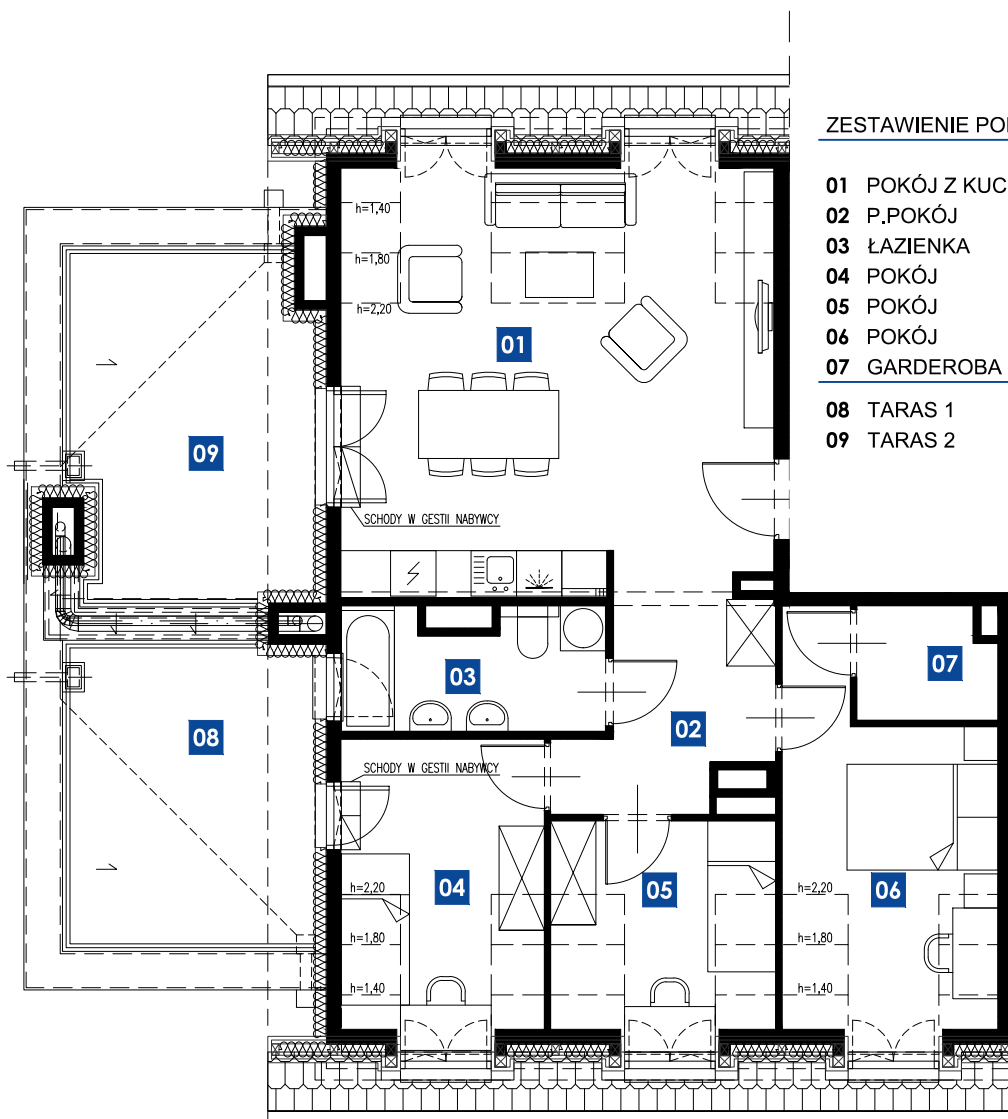 ZESTAWIENIE
01 POKÓJ Z
02 P.POKÓJ
03 ŁAZIENKA
04 POKÓJ
05 POKÓJ
06 POKÓJ
07 GARDEROBA
08 TARAS 1
09 TARAS 2
h=1,40
h=1,80
h=2,20
01
09
SCHODY W GESTII NABYWCY
03
07
02
08
SCHODY W GESTII NABYWCY
h=2,20
04
05
h=2,20
06
h=1,80
h=1,80
h=1,40
h=1,40